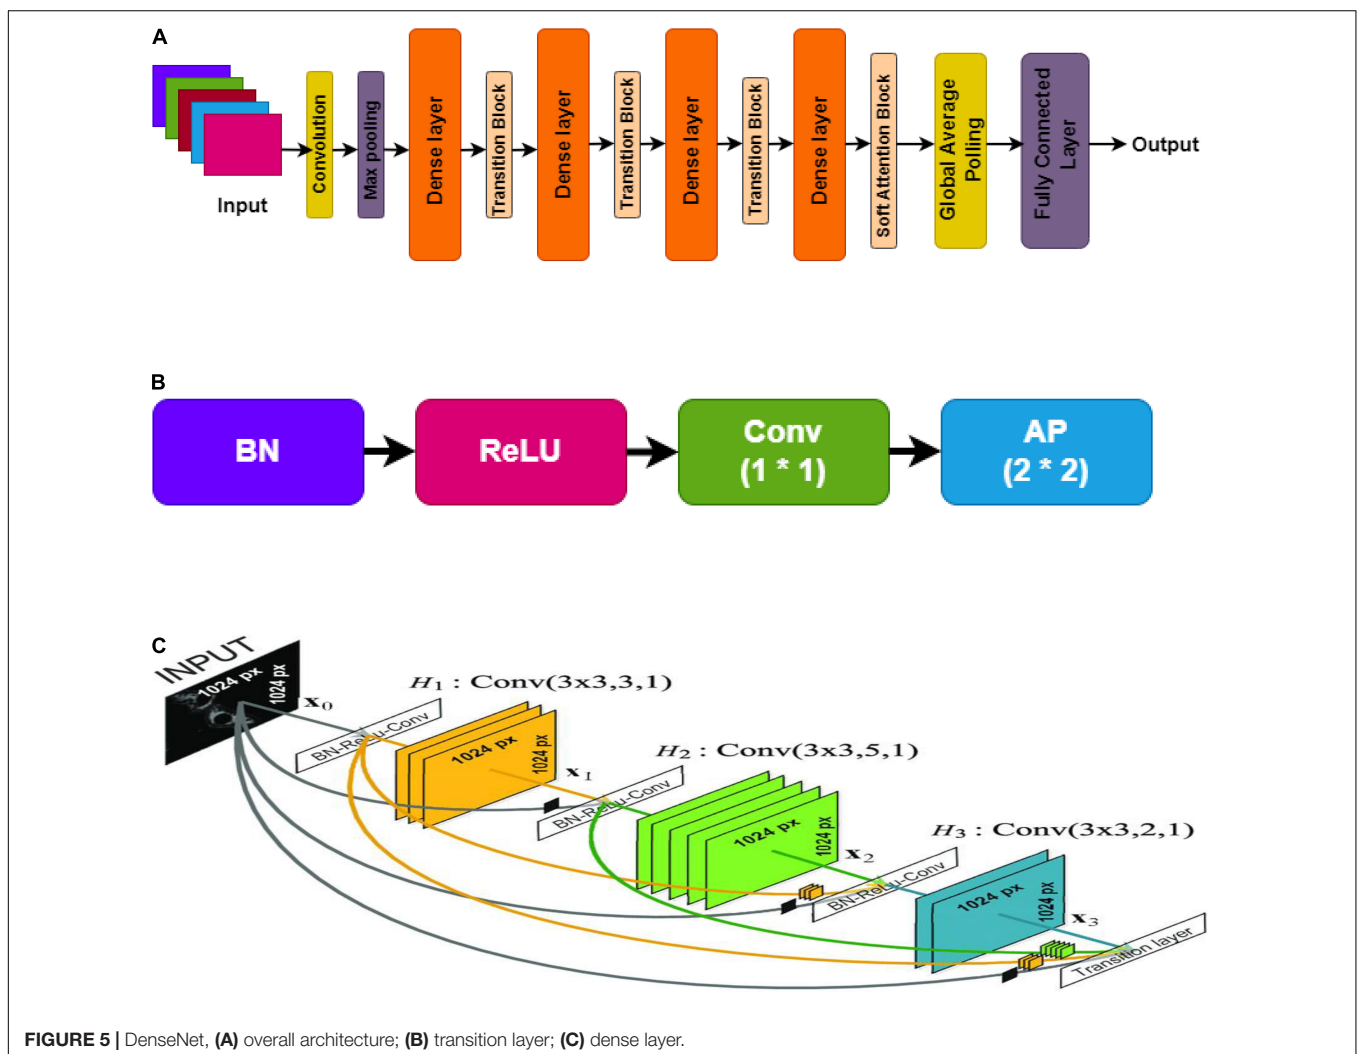 A
Input
Convolution
Max pooling
Dense layer
Transition Block
Dense layer
Transition Block
Dense layer
Transition Block
Dense layer
Soft Attention Block
Global Average
Polling
Fully Connected
Layer
Output
B
BN
ReLU
Conv
(1 * 1)
AP
(2 * 2)
C
INPUT
1024 px
1024 px
x0
BN-ReLu-Conv
H1 : Conv(3x3,3,1)
1024 px
1024 px
x1
BN-ReLu-Conv
H2 : Conv(3x3,5,1)
1024 px
1024 px
x2
BN-ReLu-Conv
H3 : Conv(3x3,2,1)
1024 px
1024 px
x3
Transition layer
FIGURE 5 | DenseNet, (A) overall architecture; (B) transition layer; (C) dense layer.